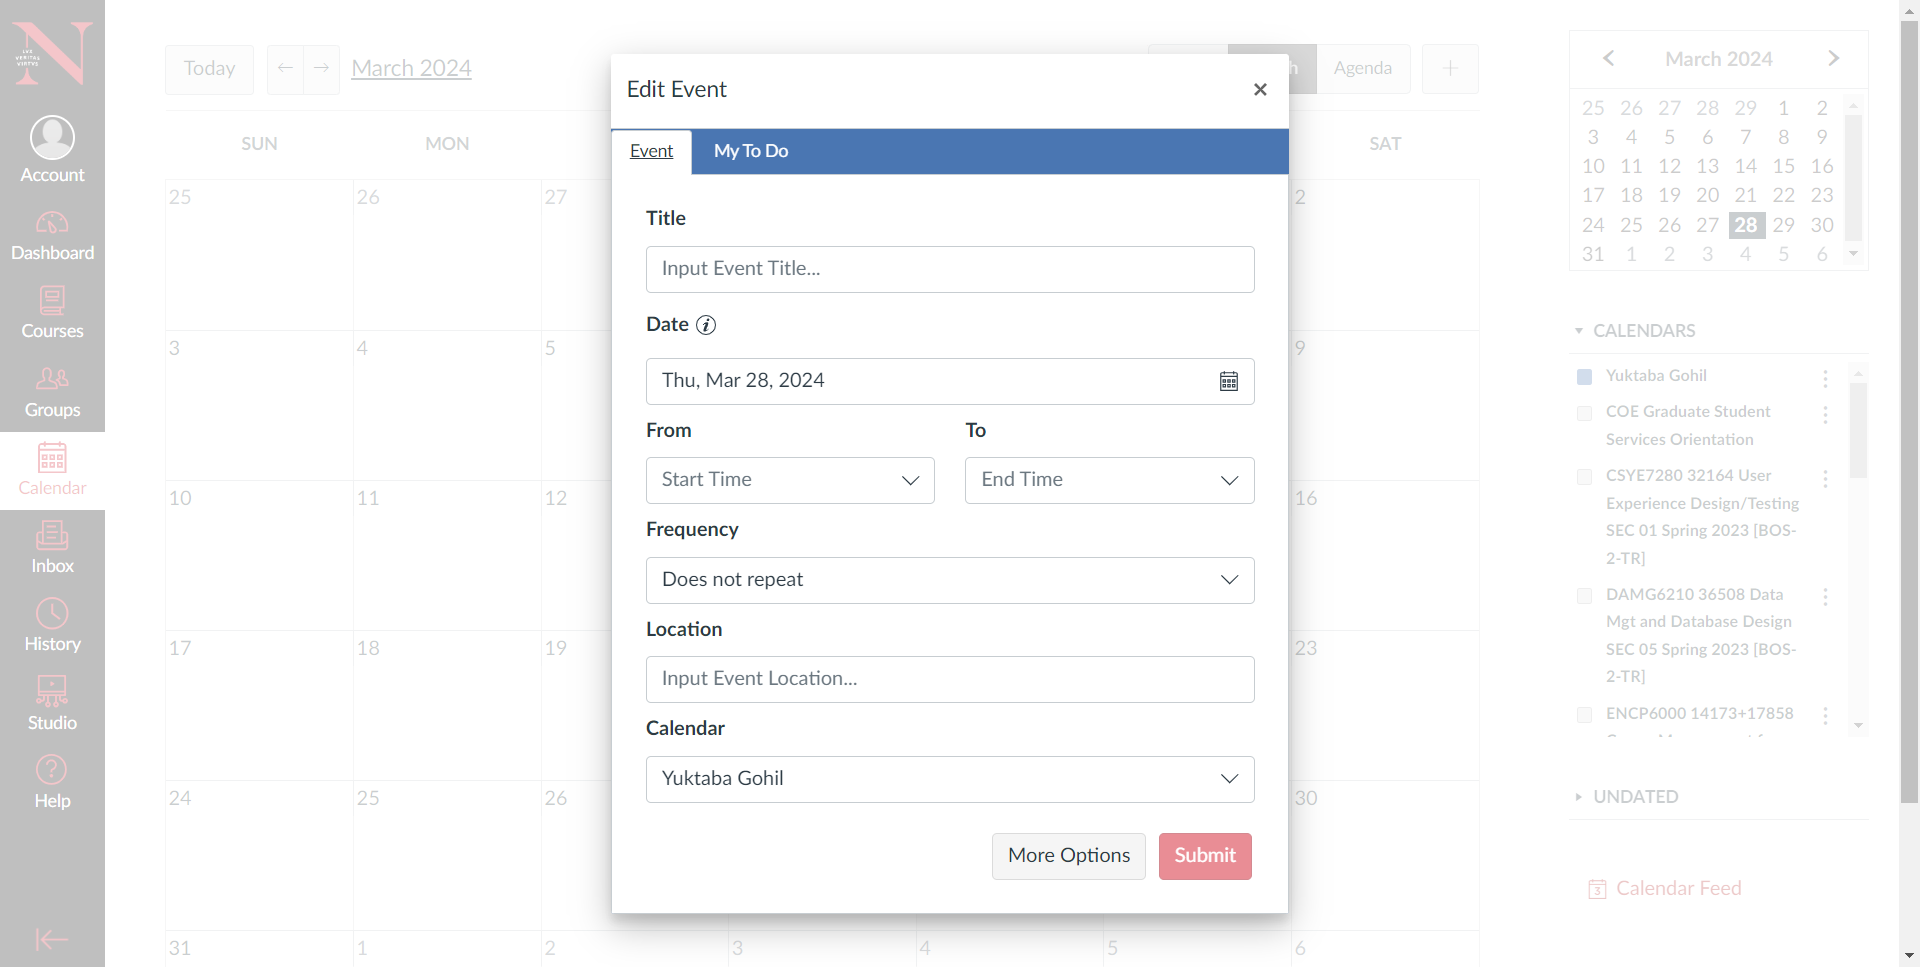 N
LVX
VERITAS
VIRTVS
Account
Dashboard
Courses
Groups
Calendar
Inbox
History
Studio
Help
Today
March 2024
Agenda
SUN
MON
SAT
25
26
27
2
3
4
5
9
10
11
12
16
17
18
19
23
24
25
26
30
31
1
2
3
4
5
6
Edit Event
Event
My To Do
Title
Input Event Title...
Date
Thu, Mar 28, 2024
From
To
Start Time
End Time
Frequency
Does not repeat
Location
Input Event Location...
Calendar
Yuktaba Gohil
More Options
Submit
March 2024
25 26 27 28 29 1 2
3 4 5 6 7 8 9
10 11 12 13 14 15 16
17 18 19 20 21 22 23
24 25 26 27 28 29 30
31 1 2 3 4 5 6
CALENDARS
Yuktaba Gohil
COE Graduate Student
Services Orientation
CSYE7280 32164 User
Experience Design/Testing
SEC 01 Spring 2023 [BOS-
2-TR]
DAMG6210 36508 Data
Mgt and Database Design
SEC 05 Spring 2023 [BOS-
2-TR]
ENCP6000 14173+17858
UNDATED
3
Calendar Feed